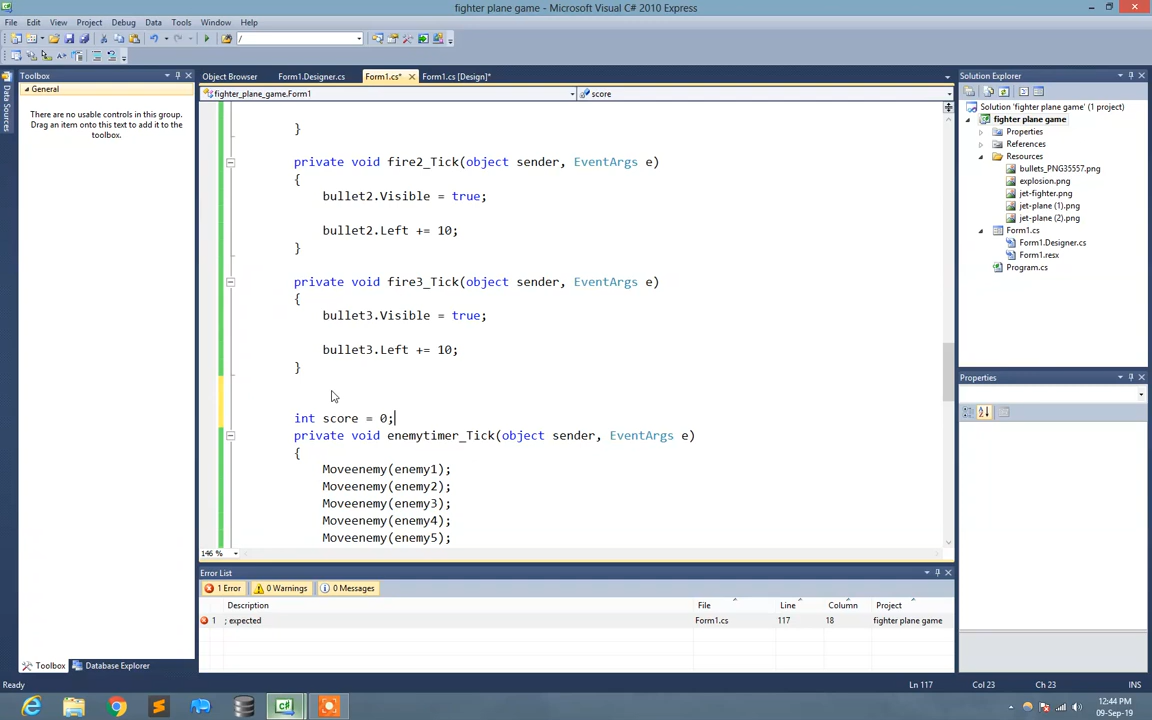 fighter plane game - Microsoft Visual C# 2010 Express
File Edit View Project Debug Data Tools Window Help
/
Toolbox
Object Browser Form1.Designer.cs Form1.cs* Form1.cs [Design]*
Solution Explorer
General
fighter_plane_game.Form1 score
There are no usable controls in this group.
Drag an item onto this text to add it to the
toolbox.
Data Sources
Solution 'fighter plane game' (1 project)
fighter plane game
Properties
References
Resources
bullets_PNG35557.png
explosion.png
jet-fighter.png
jet-plane (1).png
jet-plane (2).png
Form1.cs
Form1.Designer.cs
Form1.resx
Program.cs
}
private void fire2_Tick(object sender, EventArgs e)
{
bullet2.Visible = true;
bullet2.Left += 10;
}
private void fire3_Tick(object sender, EventArgs e)
{
bullet3.Visible = true;
bullet3.Left += 10;
}
int score = 0;
private void enemytimer_Tick(object sender, EventArgs e)
{
Moveenemy(enemy1);
Moveenemy(enemy2);
Moveenemy(enemy3);
Moveenemy(enemy4);
Moveenemy(enemy5);
146 %
Properties
Error List
1 Error 0 Warnings 0 Messages
Description File Line Column Project
1 ; expected Form1.cs 117 18 fighter plane game
Toolbox Database Explorer
Ready Ln 117 Col 23 Ch 23 INS
12:44 PM
09-Sep-19